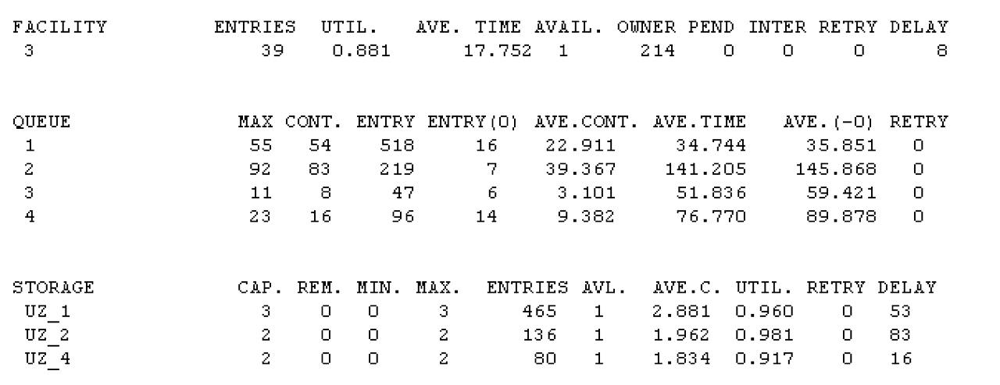 FACILITY ENTRIES UTIL. AVE. TIME AVAIL. OWNER PEND INTER RETRY DELAY
3 39 0.881 17.752 1 214 0 0 0 8
QUEUE MAX CONT. ENTRY ENTRY(0) AVE.CONT. AVE.TIME AVE.(-0) RETRY
1 55 54 518 16 22.911 34.744 35.851 0
2 92 83 219 7 39.367 141.205 145.868 0
3 11 8 47 6 3.101 51.836 59.421 0
4 23 16 96 14 9.382 76.770 89.878 0
STORAGE CAP. REM. MIN. MAX. ENTRIES AVL. AVE.C. UTIL. RETRY DELAY
UZ_1 3 0 0 3 465 1 2.881 0.960 0 53
UZ_2 2 0 0 2 136 1 1.962 0.981 0 83
UZ_4 2 0 0 2 80 1 1.834 0.917 0 16